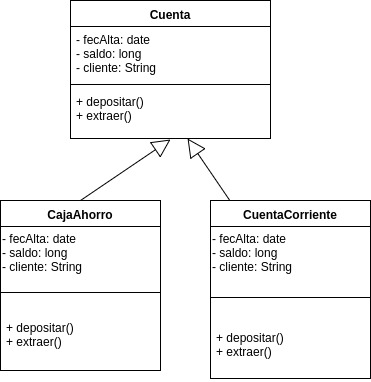 Cuenta
- fecAlta: date
- saldo: long
- cliente: String
+ depositar()
+ extraer()
CajaAhorro
- fecAlta: date
- saldo: long
- cliente: String
+ depositar()
+ extraer()
CuentaCorriente
- fecAlta: date
- saldo: long
- cliente: String
+ depositar()
+ extraer()